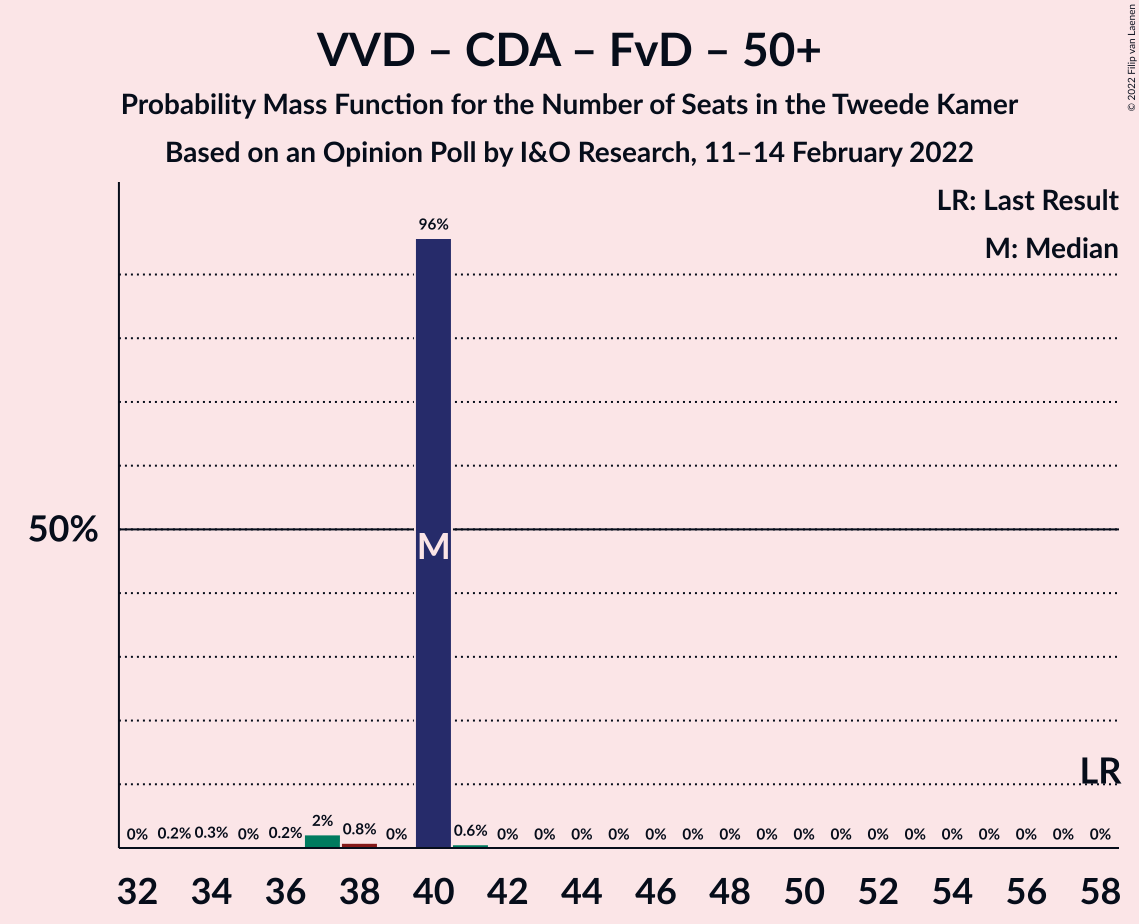 VVD – CDA – FvD – 50+
Probability Mass Function for the Number of Seats in the Tweede Kamer
Based on an Opinion Poll by I&O Research, 11–14 February 2022
© 2022 Filip van Laenen
LR: Last Result
M: Median
96%
50%
M
LR
0% 0.2% 0.3% 0% 0.2% 2% 0.8% 0% 0.6% 0% 0% 0% 0% 0% 0% 0% 0% 0% 0% 0% 0% 0% 0% 0% 0% 0%
32 34 36 38 40 42 44 46 48 50 52 54 56 58